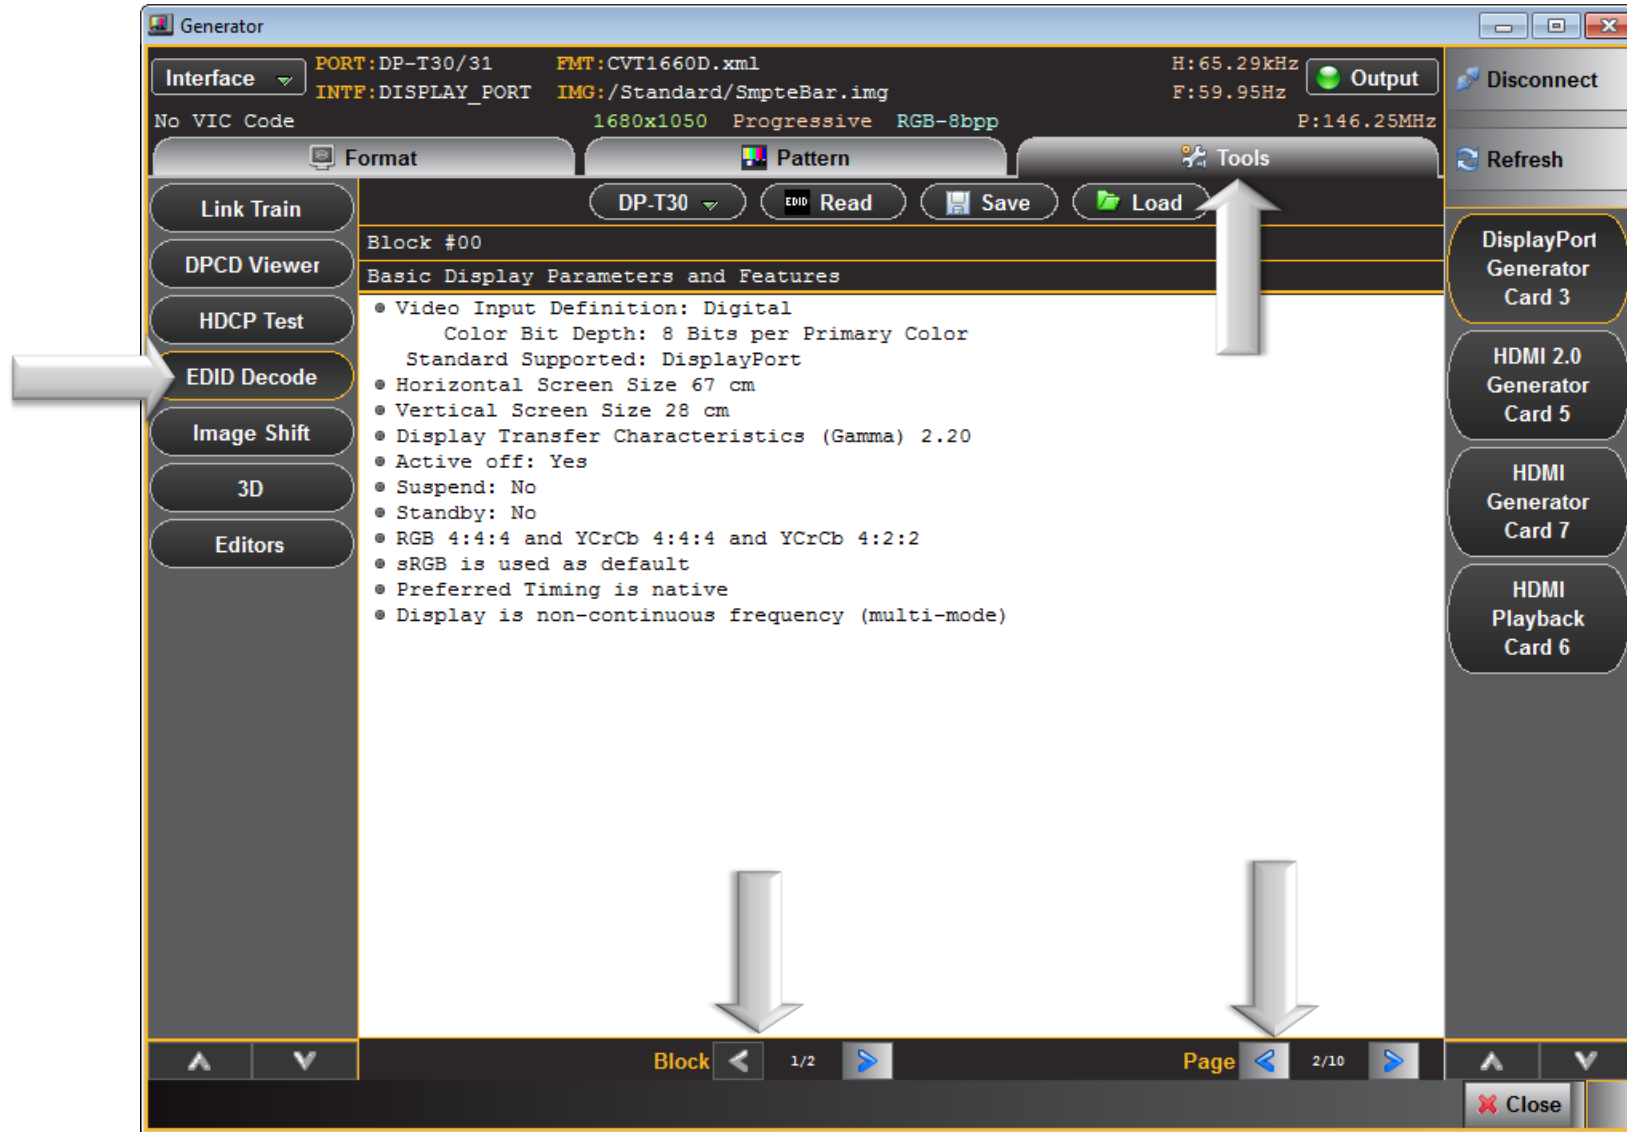 Generator
Interface
PORT:DP-T30/31 FMT:CVT1660D.xml H:65.29kHz
INTF:DISPLAY_PORT IMG:/Standard/SmpteBar.img F:59.95Hz
Output
No VIC Code 1680x1050 Progressive RGB-8bpp P:146.25MHz
Disconnect
Refresh
Format Pattern Tools
DP-T30 EDID Read Save Load
Link Train
DPCD Viewer
HDCP Test
EDID Decode
Image Shift
3D
Editors
Block #00
Basic Display Parameters and Features
Video Input Definition: Digital
Color Bit Depth: 8 Bits per Primary Color
Standard Supported: DisplayPort
Horizontal Screen Size 67 cm
Vertical Screen Size 28 cm
Display Transfer Characteristics (Gamma) 2.20
Active off: Yes
Suspend: No
Standby: No
RGB 4:4:4 and YCrCb 4:4:4 and YCrCb 4:2:2
sRGB is used as default
Preferred Timing is native
Display is non-continuous frequency (multi-mode)
DisplayPort
Generator
Card 3
HDMI 2.0
Generator
Card 5
HDMI
Generator
Card 7
HDMI
Playback
Card 6
Block 1/2 Page 2/10
Close